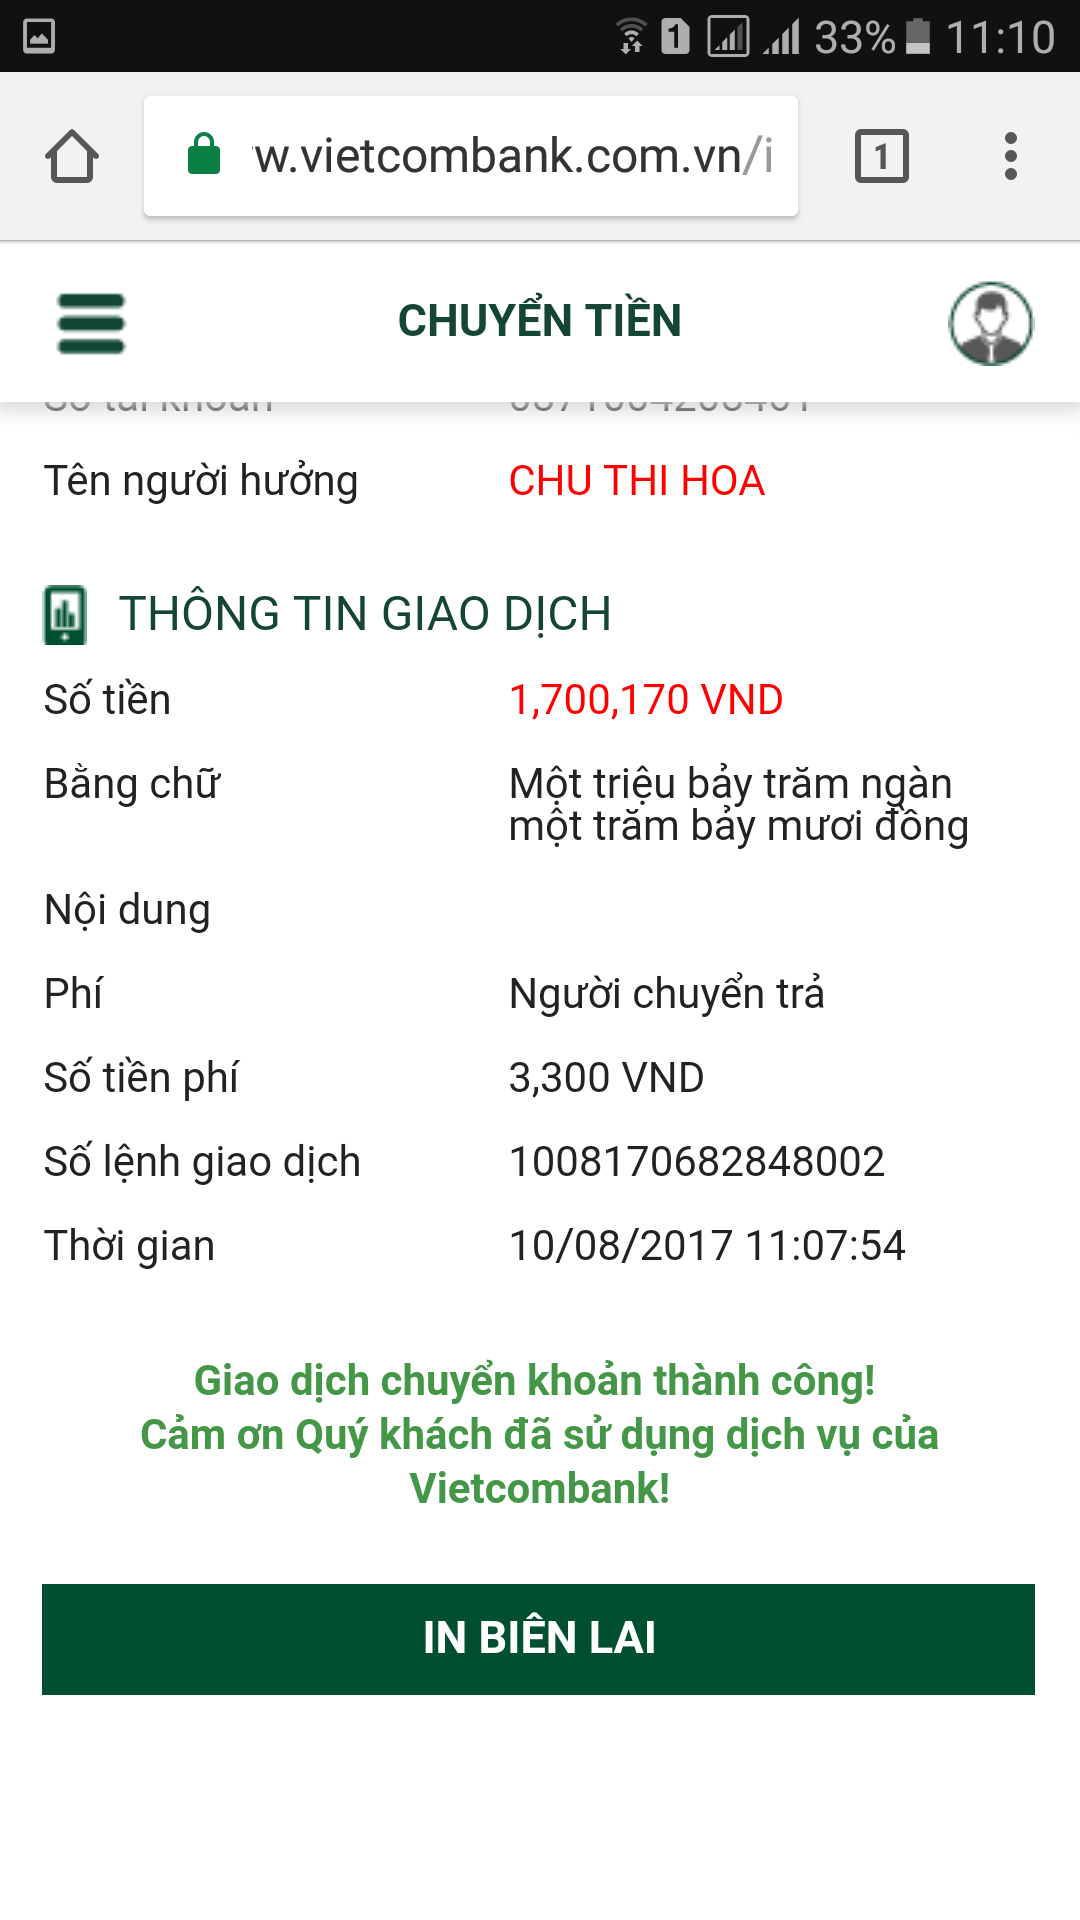 1
33%
11:10
w.vietcombank.com.vn/i
1
CHUYỂN TIỀN
Số tài khoản
Tên người hưởng CHU THI HOA
THÔNG TIN GIAO DỊCH
Số tiền 1,700,170 VND
Bằng chữ Một triệu bảy trăm ngàn
một trăm bảy mươi đồng
Nội dung
Phí Người chuyển trả
Số tiền phí 3,300 VND
Số lệnh giao dịch 1008170682848002
Thời gian 10/08/2017 11:07:54
Giao dịch chuyển khoản thành công!
Cảm ơn Quý khách đã sử dụng dịch vụ của
Vietcombank!
IN BIÊN LAI